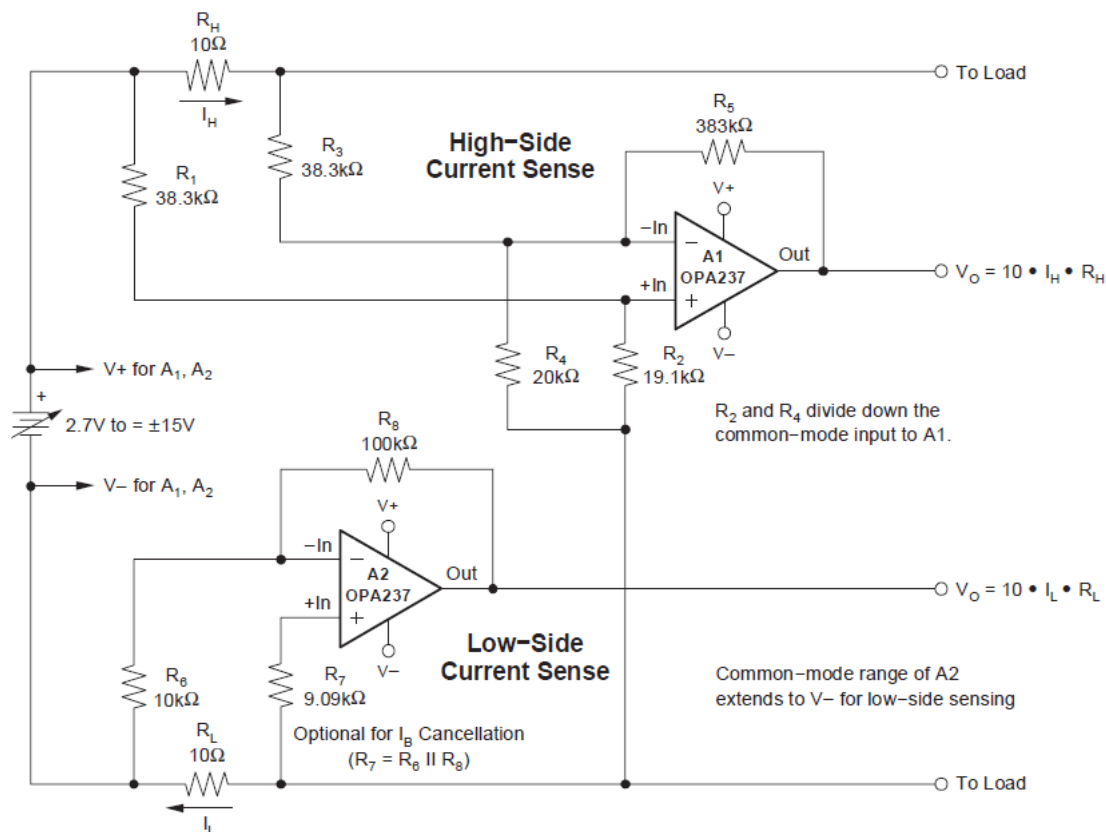 R_H
10Ω
To Load
I_H
R_5
383kΩ
High–Side
Current Sense
R_3
38.3kΩ
R_1
38.3kΩ
V+
–In
–
A1
OPA237
Out
+In
+
V_O = 10 • I_H • R_H
V–
V+ for A_1, A_2
R_4
20kΩ
R_2
19.1kΩ
+
2.7V to = ±15V
R_2 and R_4 divide down the
common–mode input to A1.
R_8
100kΩ
V– for A_1, A_2
V+
–In
–
A2
OPA237
Out
+In
+
V_O = 10 • I_L • R_L
Low–Side
Current Sense
V–
R_6
10kΩ
R_7
9.09kΩ
Common–mode range of A2
extends to V– for low–side sensing
Optional for I_B Cancellation
(R_7 = R_6 II R_8)
R_L
10Ω
To Load
I_L